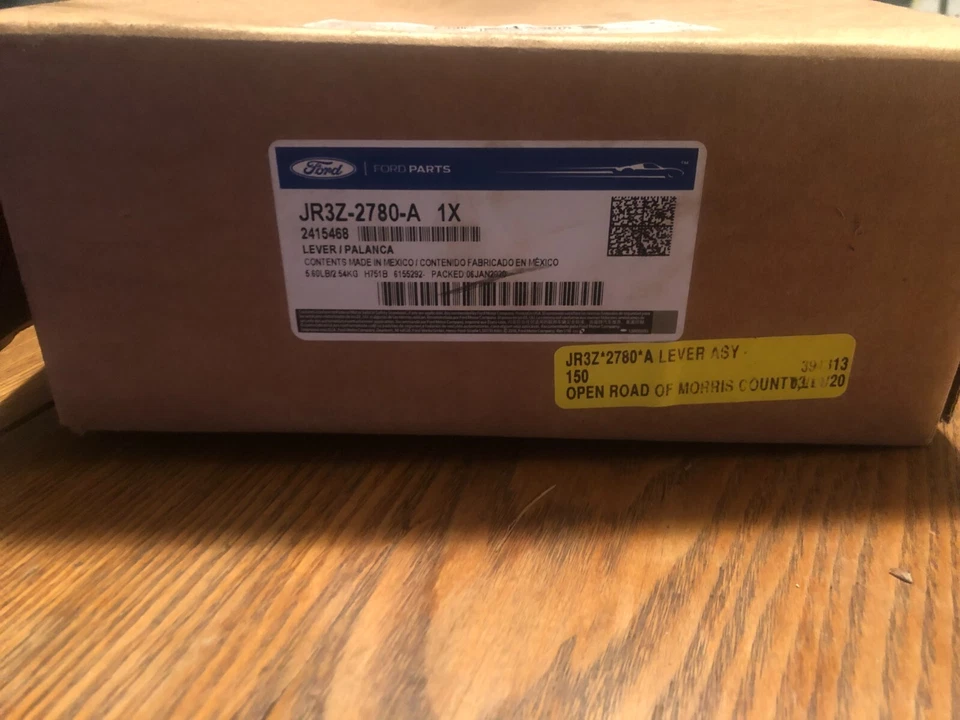 Ford | FORD PARTS
JR3Z-2780-A 1X
2415468
LEVER / PALANCA
CONTENTS MADE IN MEXICO / CONTENIDO FABRICADO EN MÉXICO
5.60LB/2.54KG H751B 6155292- PACKED:06JAN2020
JR3Z*2780*A LEVER ASY -
150
OPEN ROAD OF MORRIS COUNT